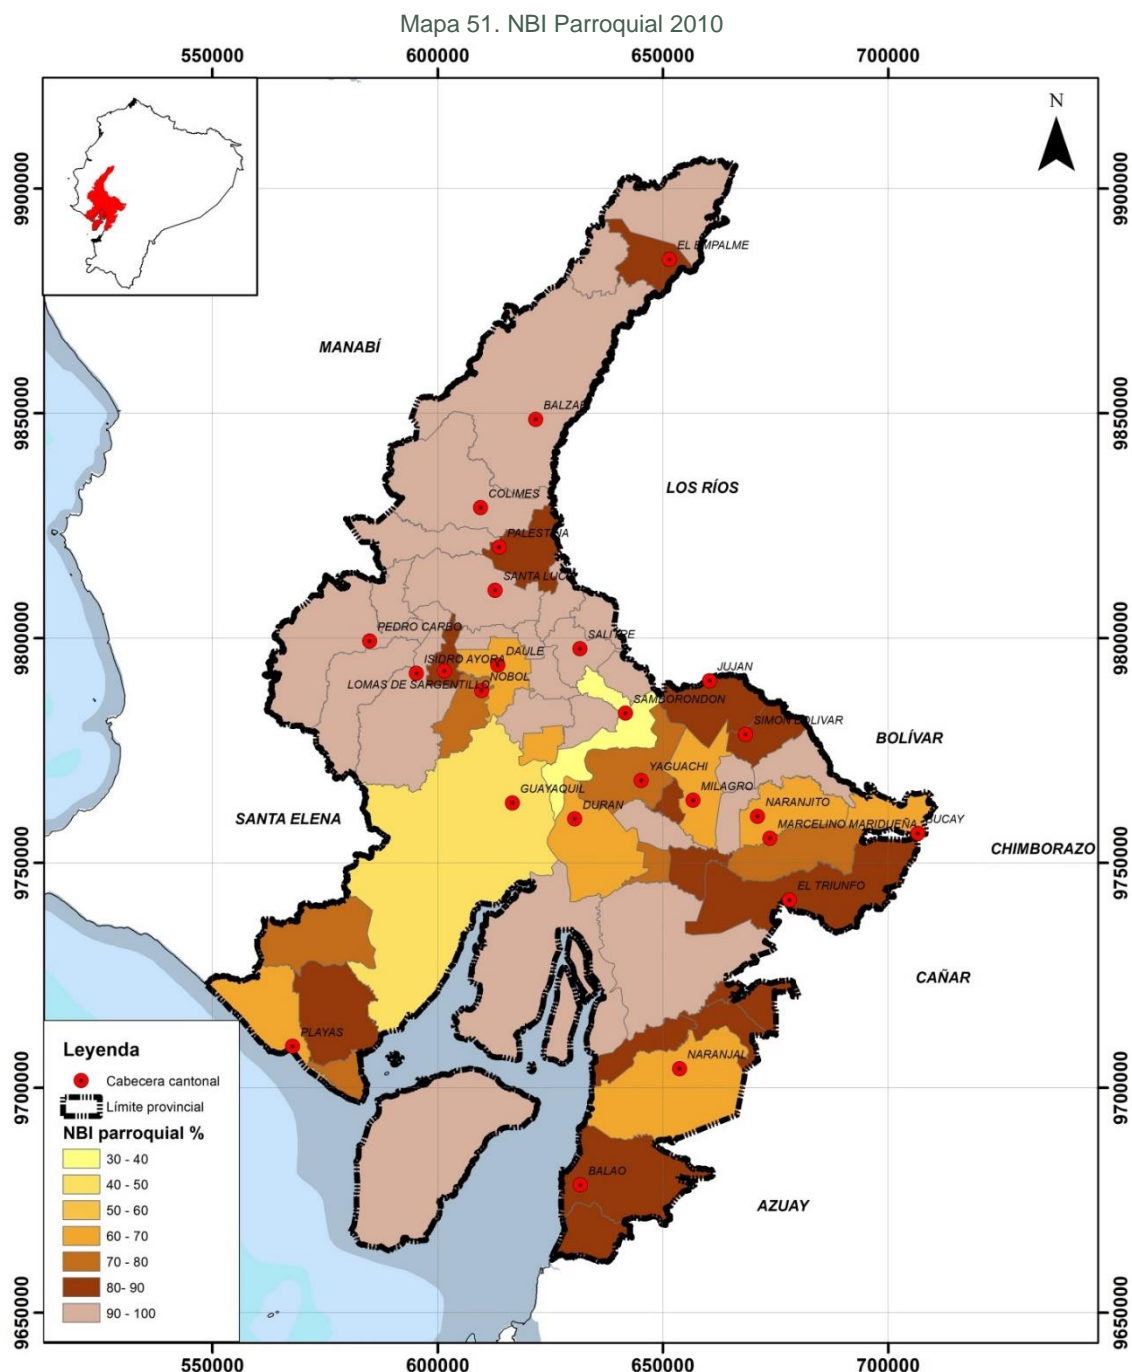 Mapa 51. NBI Parroquial 2010
550000 600000 650000 700000
N
9900000 9900000
EL EMPALME
MANABÍ
9850000 9850000
BALZAR
LOS RÍOS
COLIMES
PALESTINA
SANTA LUCÍA
9800000 9800000
PEDRO CARBO
SALITRE
DAULE
ISIDRO AYORA
JUJAN
NOBOL
LOMAS DE SARGENTILLO
SAMBORONDON
SIMON BOLIVAR
BOLÍVAR
YAGUACHI
GUAYAQUIL
MILAGRO
NARANJITO
DURAN
SANTA ELENA
MARCELINO MARIDUEÑA
BUCAY
CHIMBORAZO
9750000 9750000
EL TRIUNFO
CAÑAR
PLAYAS
NARANJAL
9700000 9700000
BALAO
AZUAY
9650000 9650000
Leyenda
Cabecera cantonal
Límite provincial
NBI parroquial %
30 - 40
40 - 50
50 - 60
60 - 70
70 - 80
80- 90
90 - 100
550000 600000 650000 700000